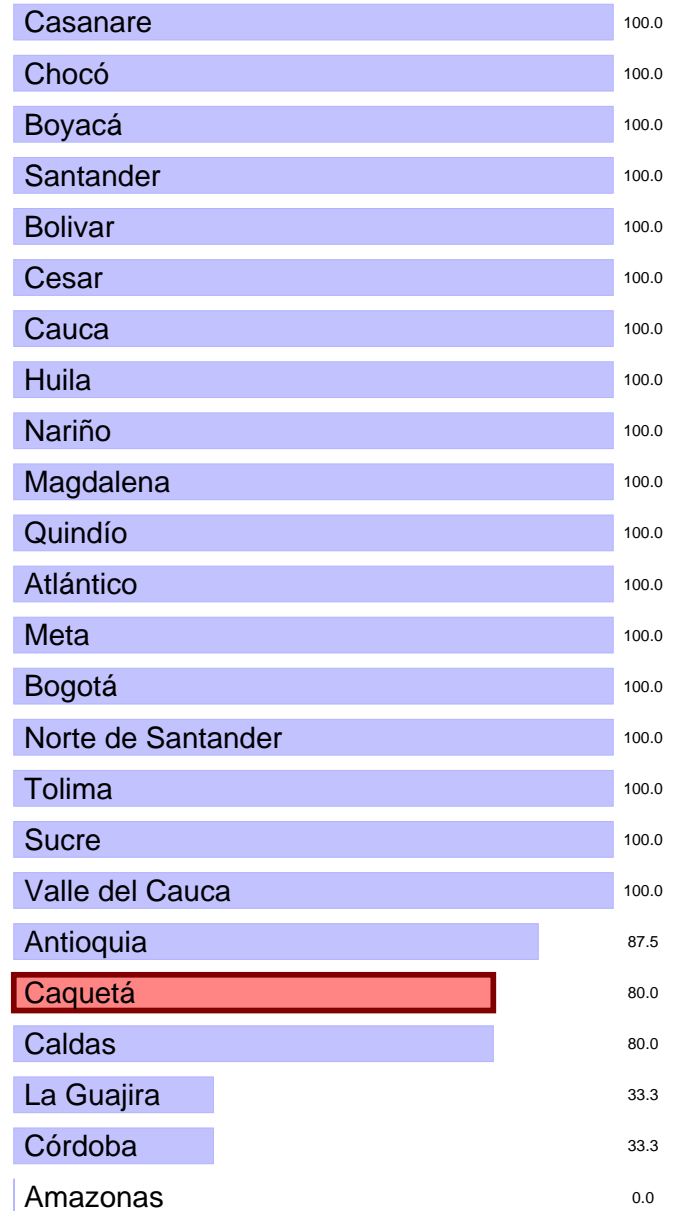 Casanare 100.0
Chocó 100.0
Boyacá 100.0
Santander 100.0
Bolivar 100.0
Cesar 100.0
Cauca 100.0
Huila 100.0
Nariño 100.0
Magdalena 100.0
Quindío 100.0
Atlántico 100.0
Meta 100.0
Bogotá 100.0
Norte de Santander 100.0
Tolima 100.0
Sucre 100.0
Valle del Cauca 100.0
Antioquia 87.5
Caquetá 80.0
Caldas 80.0
La Guajira 33.3
Córdoba 33.3
Amazonas 0.0